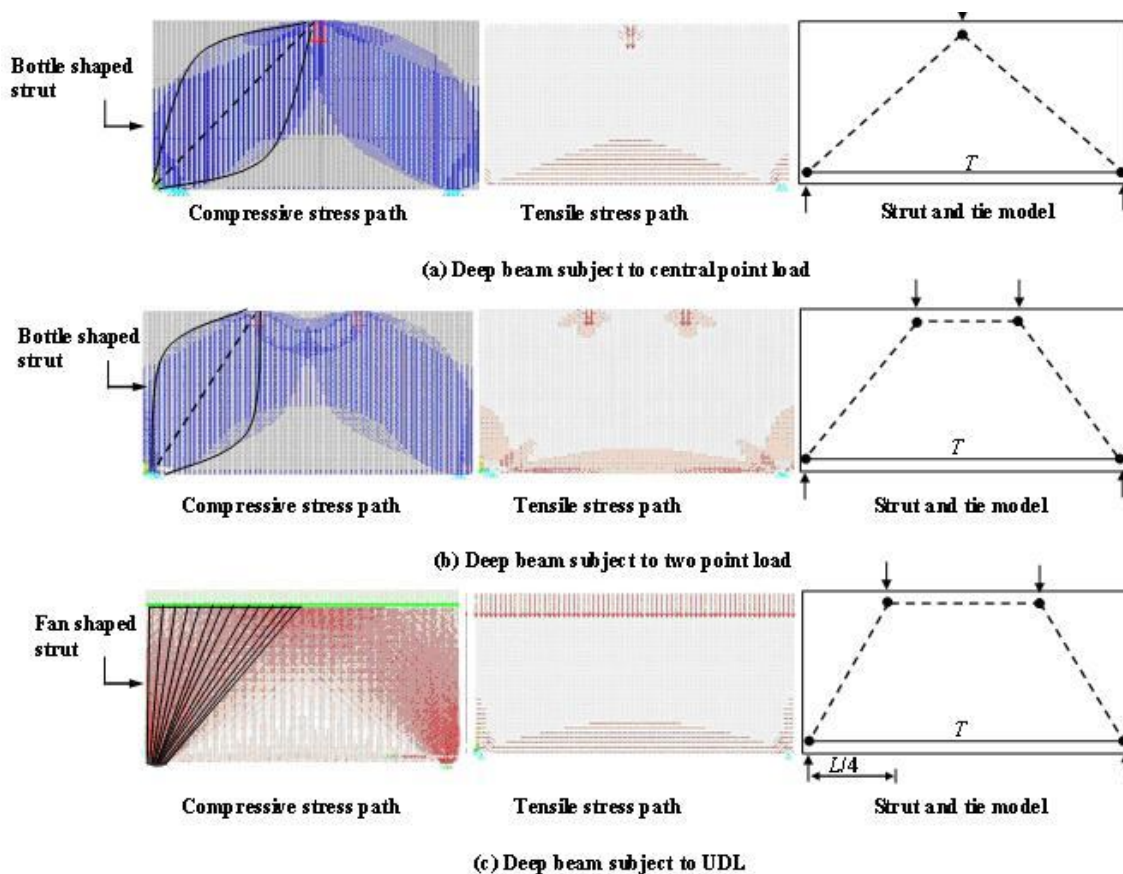 Bottle shaped
strut
T
Compressive stress path
Tensile stress path
Strut and tie model
(a) Deep beam subject to central point load
Bottle shaped
strut
T
Compressive stress path
Tensile stress path
Strut and tie model
(b) Deep beam subject to two point load
Fan shaped
strut
T
L/4
Compressive stress path
Tensile stress path
Strut and tie model
(c) Deep beam subject to UDL